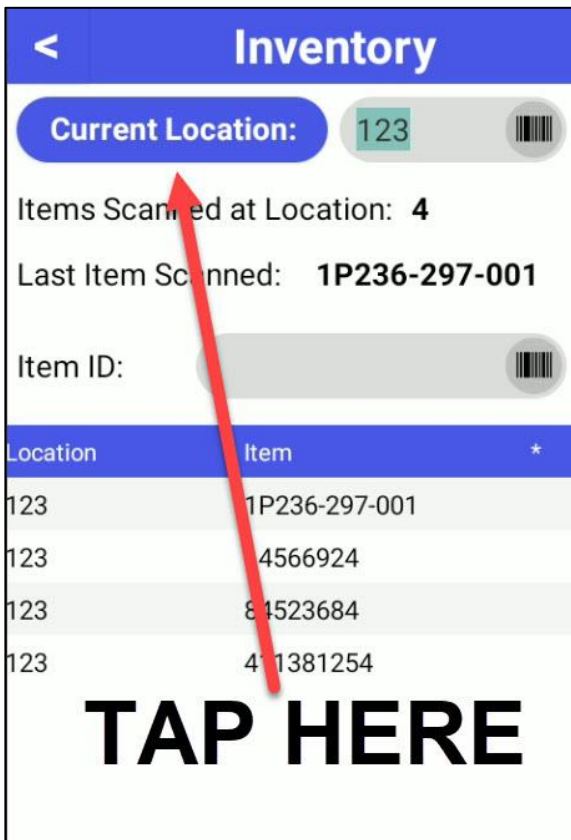 < Inventory
Current Location: 123
Items Scanned at Location: 4
Last Item Scanned: 1P236-297-001
Item ID:
Location Item *
123 1P236-297-001
123
123
123
TAP HERE